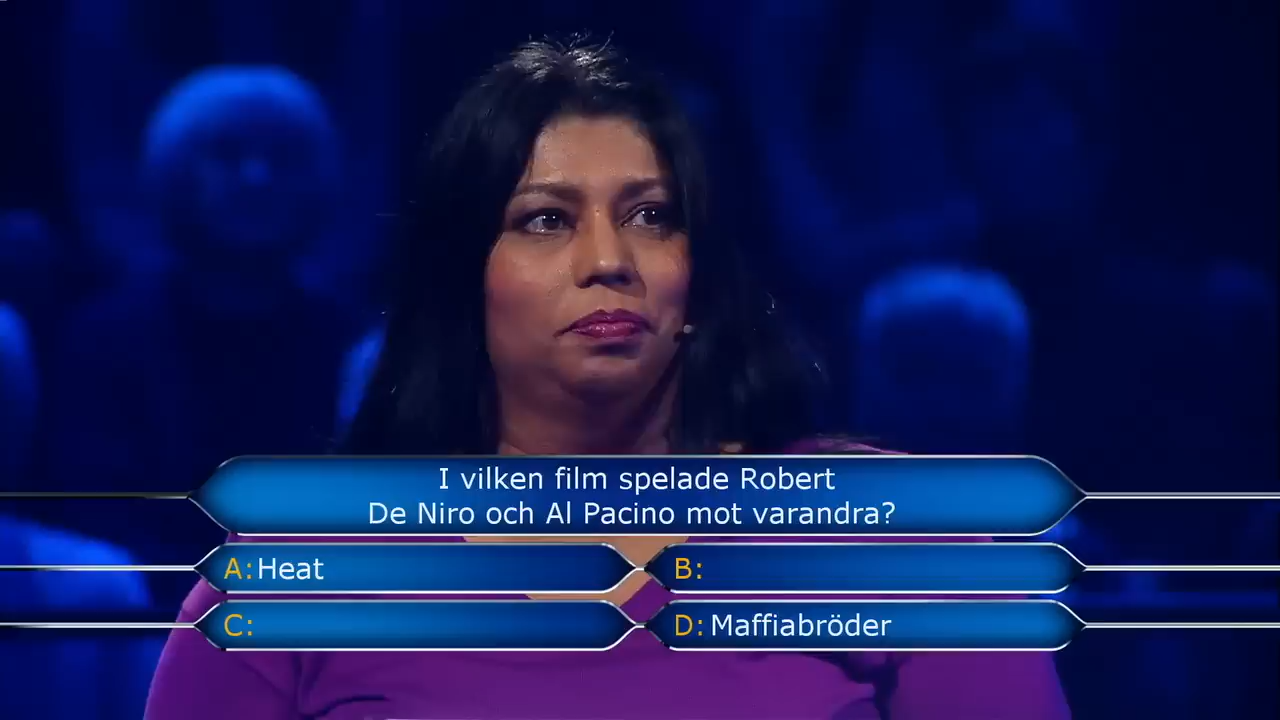 I vilken film spelade Robert
De Niro och Al Pacino mot varandra?
A: Heat
B:
C:
D: Maffiabröder